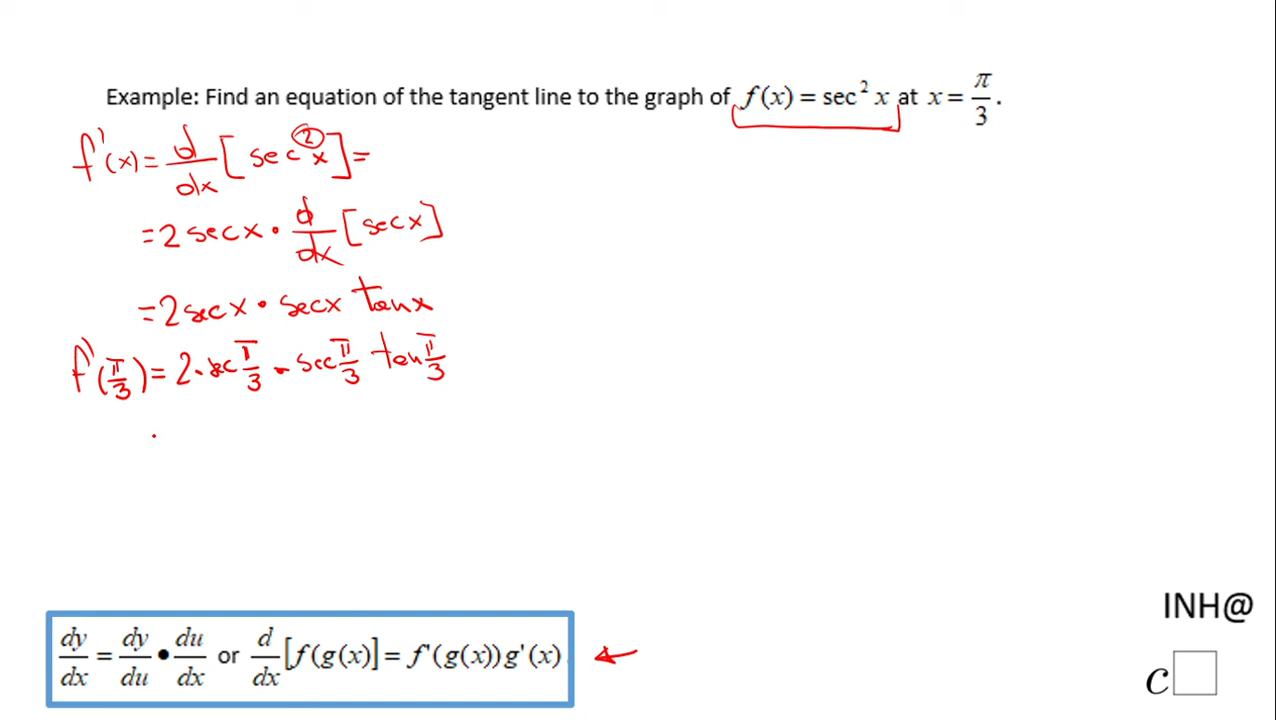 Example: Find an equation of the tangent line to the graph of f(x) = sec² x at x = π/3.
f'(x) = d/dx [sec² x] =
= 2 sec x · d/dx [sec x]
= 2 sec x · sec x tan x
f'(π/3) = 2 · sec π/3 · sec π/3 tan π/3
dy/dx = dy/du • du/dx or d/dx [f(g(x)] = f'(g(x))g'(x)
INH@
c